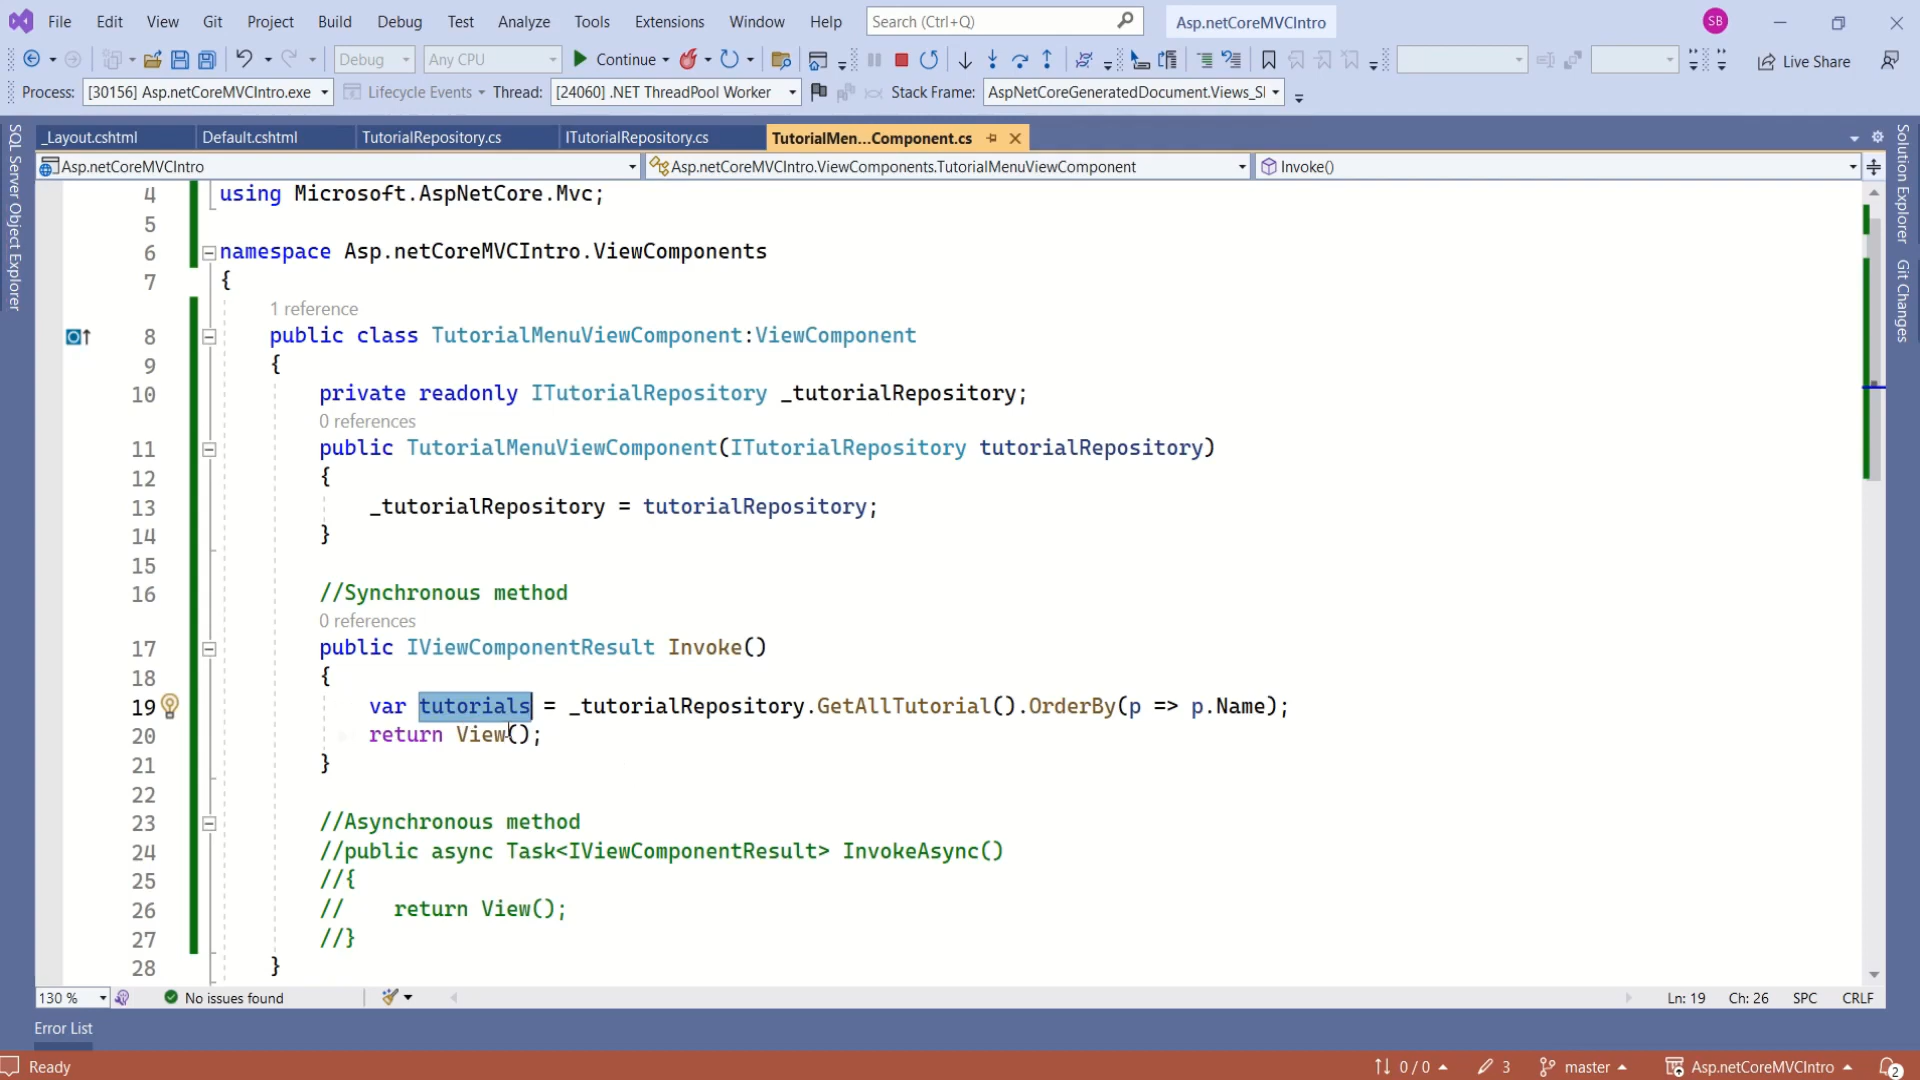 File Edit View Git Project Build Debug Test Analyze Tools Extensions Window Help Search (Ctrl+Q) Asp.netCoreMVCIntro SB
Debug Any CPU Continue Live Share
Process: [30156] Asp.netCoreMVCIntro.exe Lifecycle Events Thread: [24060] .NET ThreadPool Worker Stack Frame: AspNetCoreGeneratedDocument.Views_Sl
SQL Server Object Explorer
_Layout.cshtml Default.cshtml TutorialRepository.cs ITutorialRepository.cs TutorialMen...Component.cs
Asp.netCoreMVCIntro Asp.netCoreMVCIntro.ViewComponents.TutorialMenuViewComponent Invoke()
4 using Microsoft.AspNetCore.Mvc;
5
6 namespace Asp.netCoreMVCIntro.ViewComponents
7 {
1 reference
8 public class TutorialMenuViewComponent:ViewComponent
9 {
10 private readonly ITutorialRepository _tutorialRepository;
0 references
11 public TutorialMenuViewComponent(ITutorialRepository tutorialRepository)
12 {
13 _tutorialRepository = tutorialRepository;
14 }
15
16 //Synchronous method
0 references
17 public IViewComponentResult Invoke()
18 {
19 var tutorials = _tutorialRepository.GetAllTutorial().OrderBy(p => p.Name);
20 return View();
21 }
22
23 //Asynchronous method
24 //public async Task<IViewComponentResult> InvokeAsync()
25 //{
26 // return View();
27 //}
28 }
Solution Explorer
Git Changes
130 % No issues found Ln: 19 Ch: 26 SPC CRLF
Error List
Ready 0 / 0 3 master Asp.netCoreMVCIntro 2